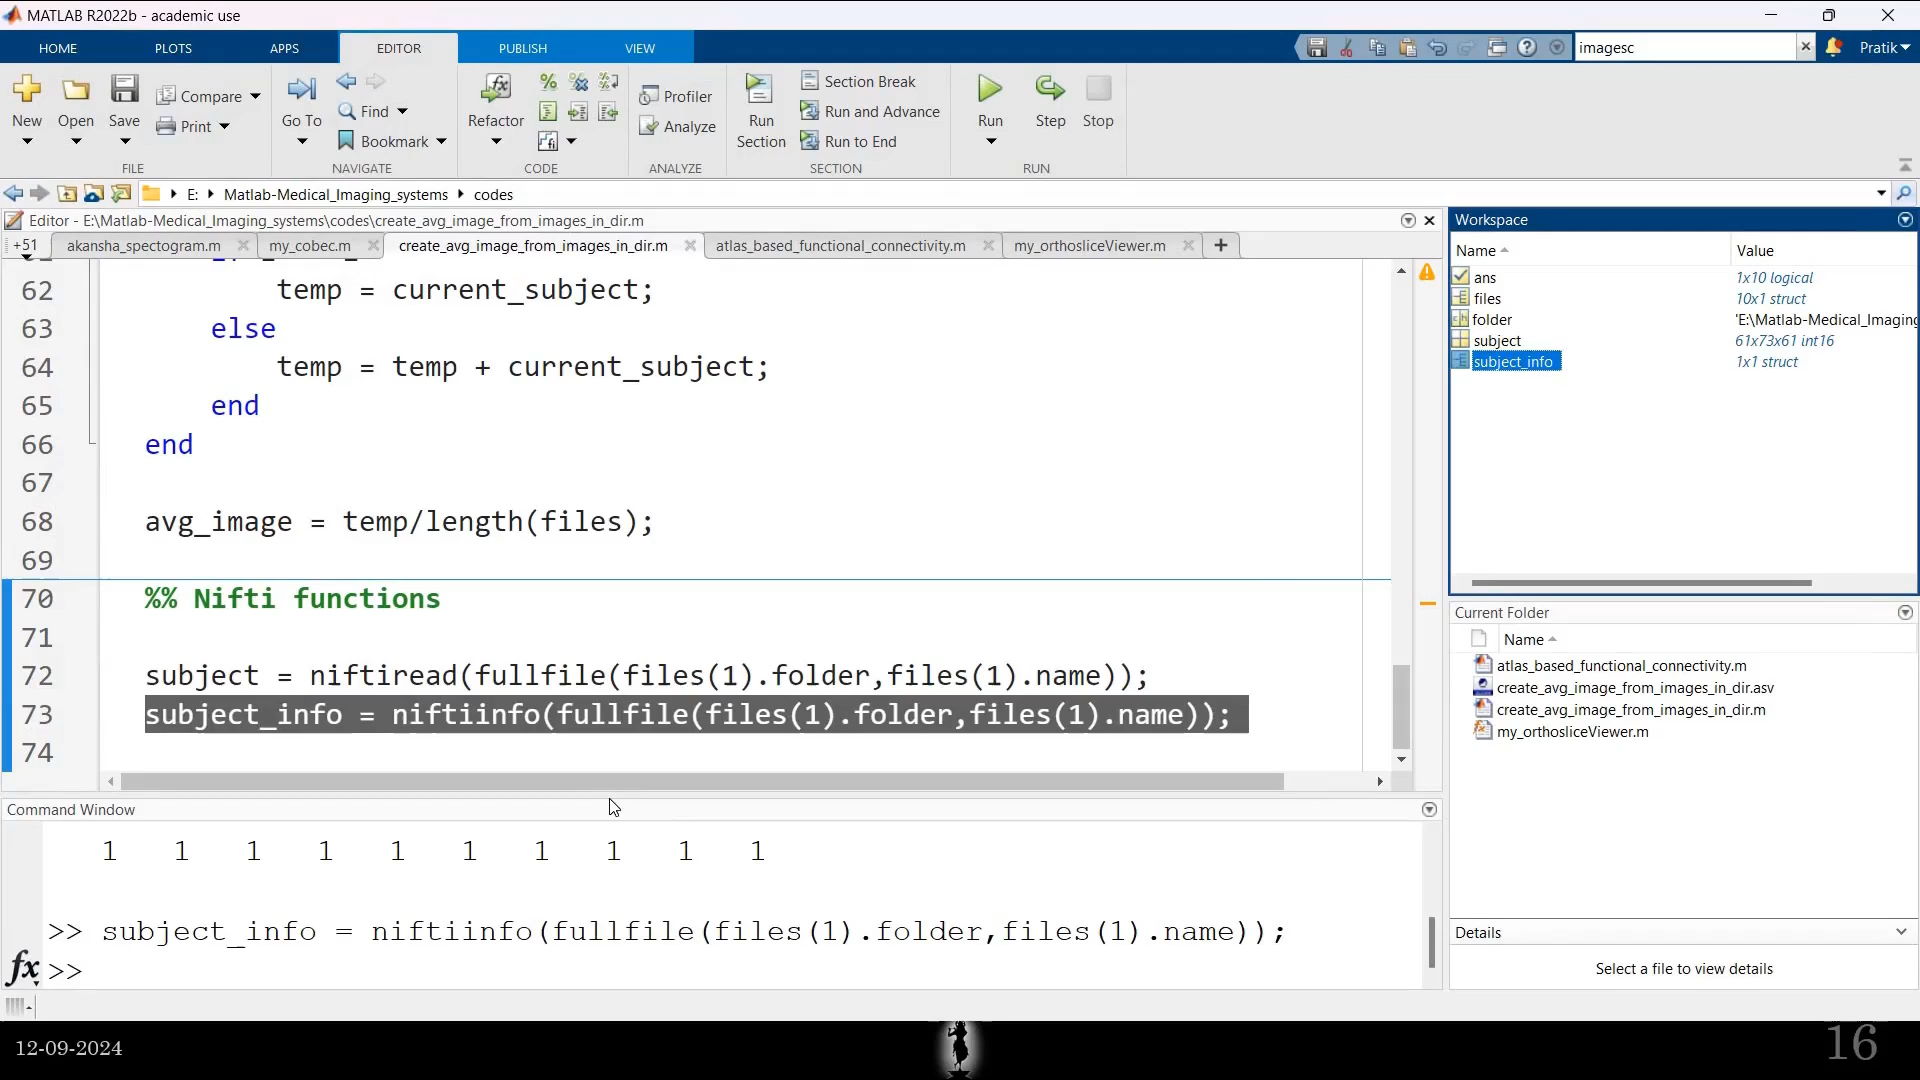 MATLAB R2022b - academic use
HOME PLOTS APPS EDITOR PUBLISH VIEW imagesc Pratik
New Open Save Compare Print Go To Find Bookmark Refactor Profiler Analyze Run Section Section Break Run and Advance Run to End Run Step Stop
FILE NAVIGATE CODE ANALYZE SECTION RUN
E: Matlab-Medical_Imaging_systems codes
Editor - E:\Matlab-Medical_Imaging_systems\codes\create_avg_image_from_images_in_dir.m
+51 akansha_spectogram.m my_cobec.m create_avg_image_from_images_in_dir.m atlas_based_functional_connectivity.m my_orthosliceViewer.m
62 temp = current_subject;
63 else
64 temp = temp + current_subject;
65 end
66 end
67
68 avg_image = temp/length(files);
69
70 %% Nifti functions
71
72 subject = niftiread(fullfile(files(1).folder,files(1).name));
73 subject_info = niftiinfo(fullfile(files(1).folder,files(1).name));
74
Command Window
1 1 1 1 1 1 1 1 1 1
>> subject_info = niftiinfo(fullfile(files(1).folder,files(1).name));
fx >>
Workspace
Name Value
ans 1x10 logical
files 10x1 struct
folder 'E:\Matlab-Medical_Imaging
subject 61x73x61 int16
subject_info 1x1 struct
Current Folder
Name
atlas_based_functional_connectivity.m
create_avg_image_from_images_in_dir.asv
create_avg_image_from_images_in_dir.m
my_orthosliceViewer.m
Details
Select a file to view details
12-09-2024
16